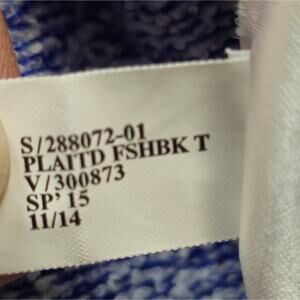 S/288072-01
PLAITD FSHBK T
V/300873
SP' 15
11/14